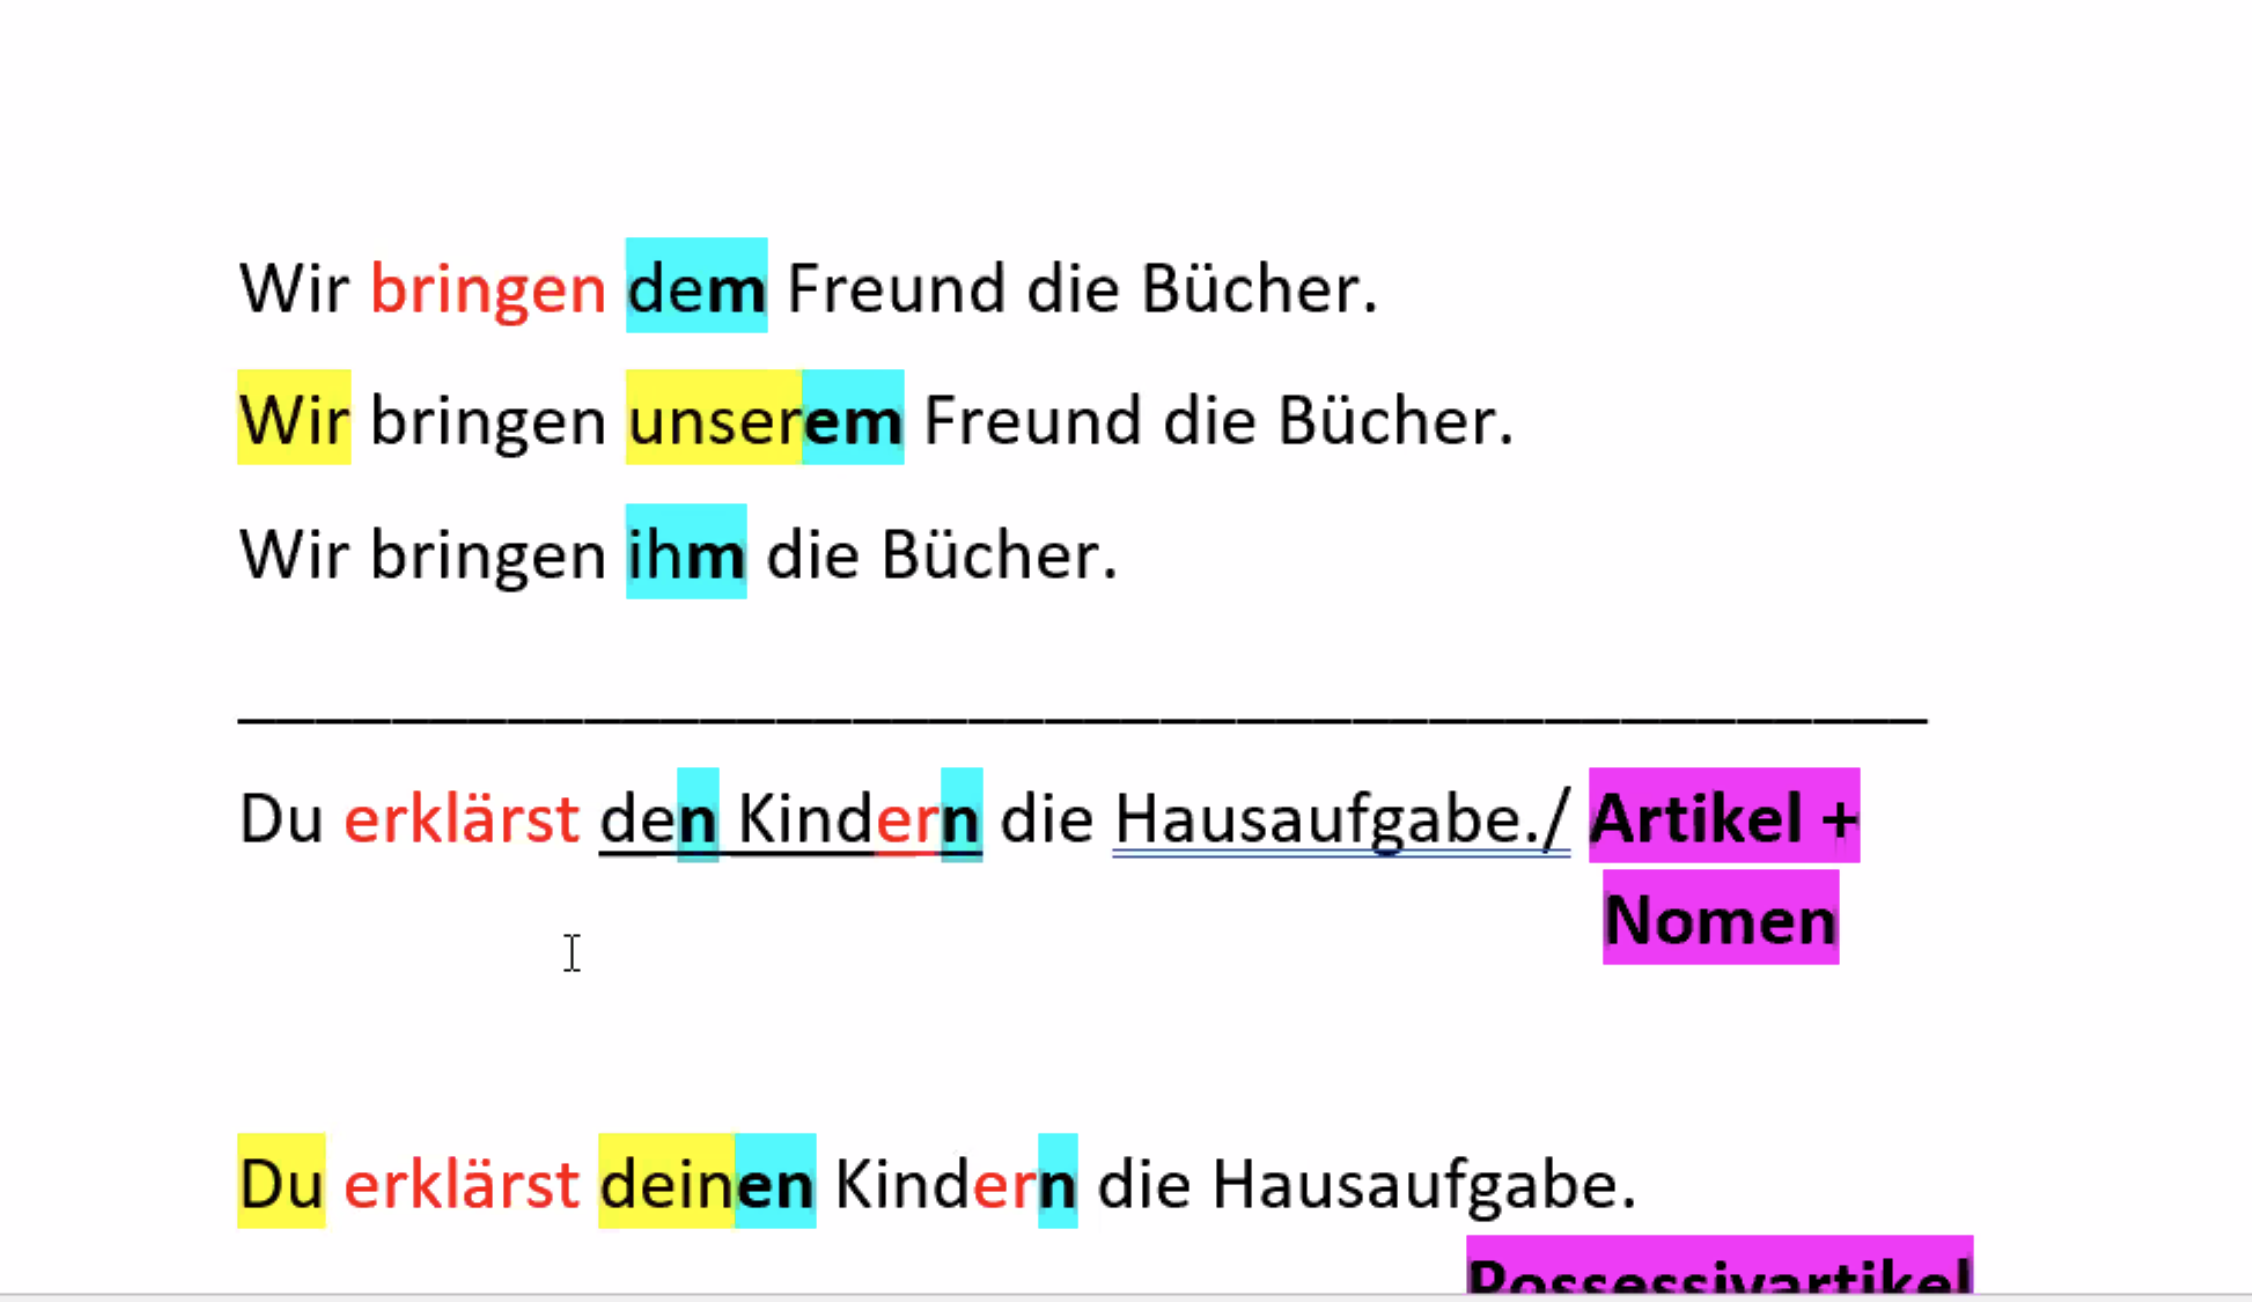 Wir bringen dem Freund die Bücher.
Wir bringen unserem Freund die Bücher.
Wir bringen ihm die Bücher.
Du erklärst den Kindern die Hausaufgabe./ Artikel +
Nomen
Du erklärst deinen Kindern die Hausaufgabe.
Possessivartikel